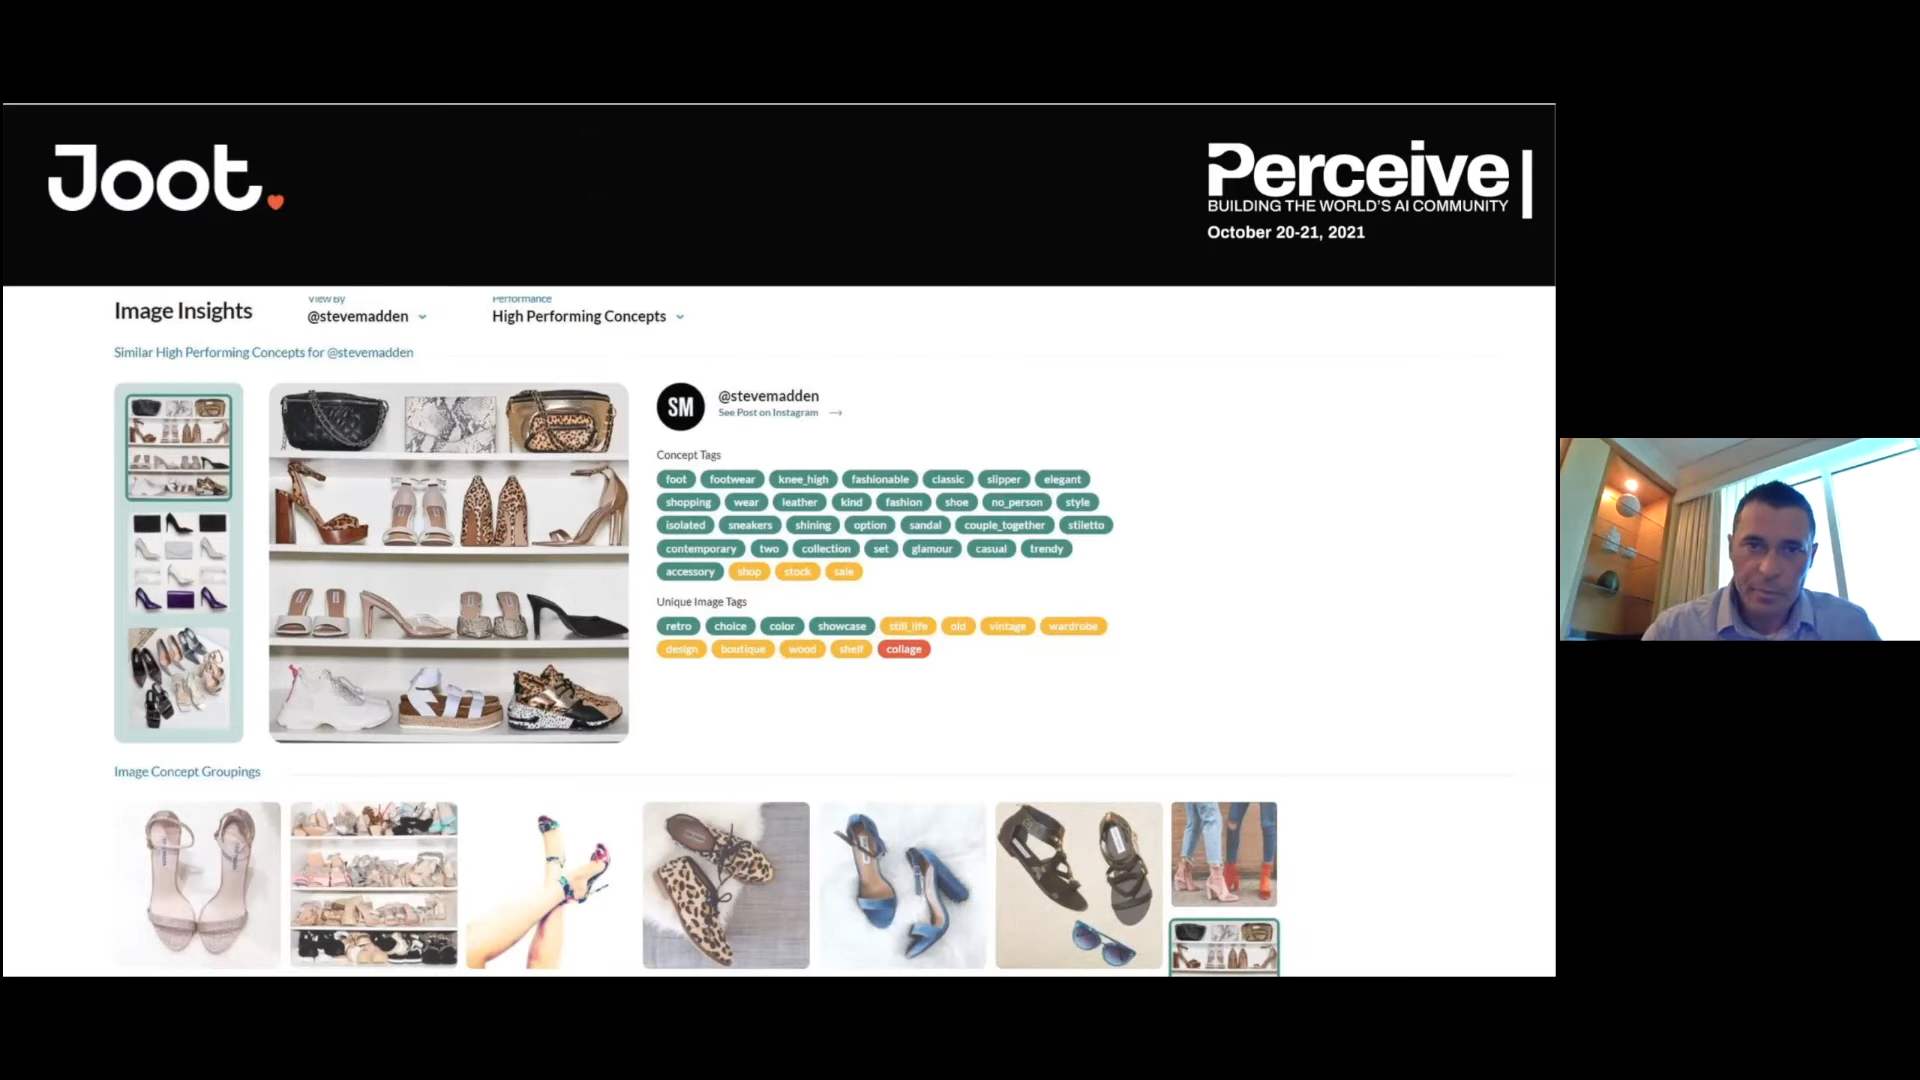 Joot.
Perceive
BUILDING THE WORLD'S AI COMMUNITY
October 20-21, 2021
Image Insights
View By
@stevemadden
Performance
High Performing Concepts
Similar High Performing Concepts for @stevemadden
SM
@stevemadden
See Post on Instagram →
Concept Tags
foot footwear knee_high fashionable classic slipper elegant
shopping wear leather kind fashion shoe no_person style
isolated sneakers shining option sandal couple_together stiletto
contemporary two collection set glamour casual trendy
accessory shop stock sale
Unique Image Tags
retro choice color showcase still_life old vintage wardrobe
design boutique wood shelf collage
Image Concept Groupings